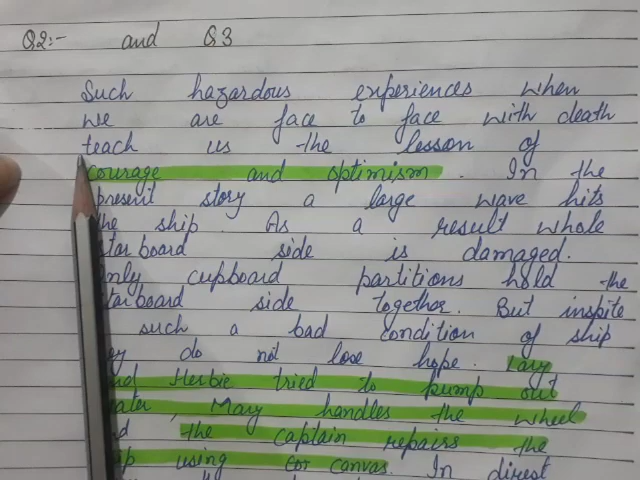 Q2:- and Q3
Such hazardous experiences when
we are face to face with death
teach us the lesson of
courage and optimism. In the
present story a large wave hits
the ship. As a result whole
starboard side is damaged.
only cupboard partitions hold the
starboard side together. But inspite
such a bad condition of ship
do not lose hope. Lary
and Herbie tried to pump out
water, Mary handles the wheel
the captain repairs the
using canvas. In direst